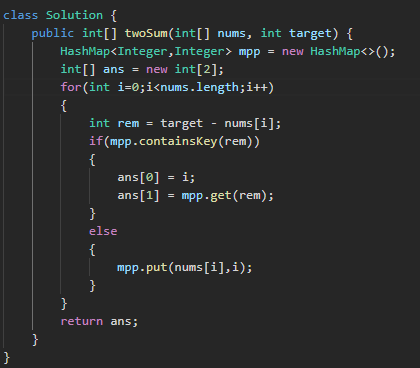 class Solution {
    public int[] twoSum(int[] nums, int target) {
        HashMap<Integer,Integer> mpp = new HashMap<>();
        int[] ans = new int[2];
        for(int i=0;i<nums.length;i++)
        {
            int rem = target - nums[i];
            if(mpp.containsKey(rem))
            {
                ans[0] = i;
                ans[1] = mpp.get(rem);
            }
            else
            {
                mpp.put(nums[i],i);
            }
        }
        return ans;
    }
}